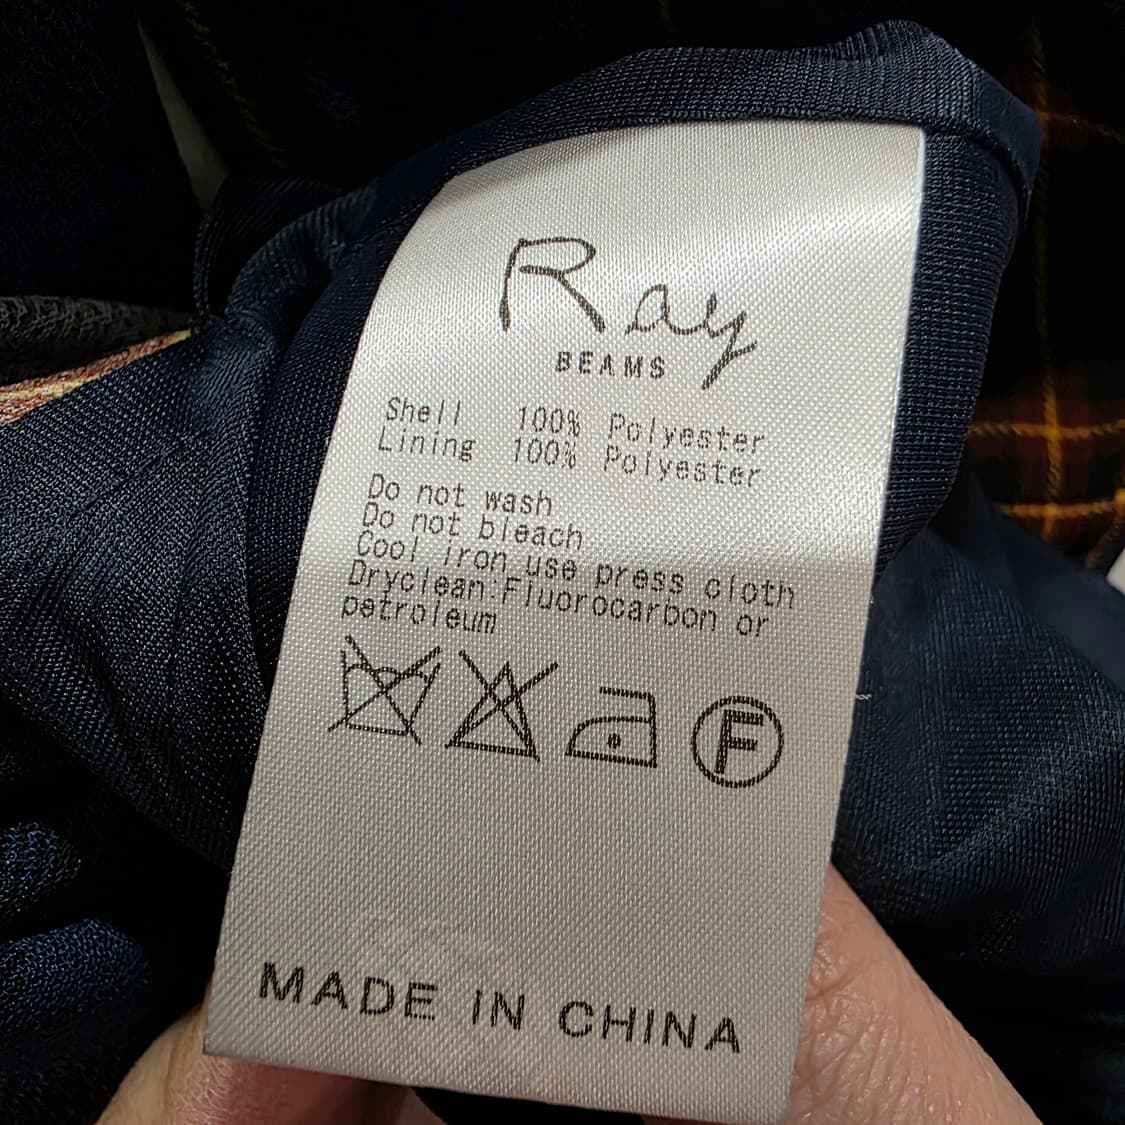 Ray
BEAMS
Shell 100% Polyester
Lining 100% Polyester
Do not wash
Do not bleach
Cool iron use press cloth
Dryclean:Fluorocarbon or
petroleum
F
MADE IN CHINA